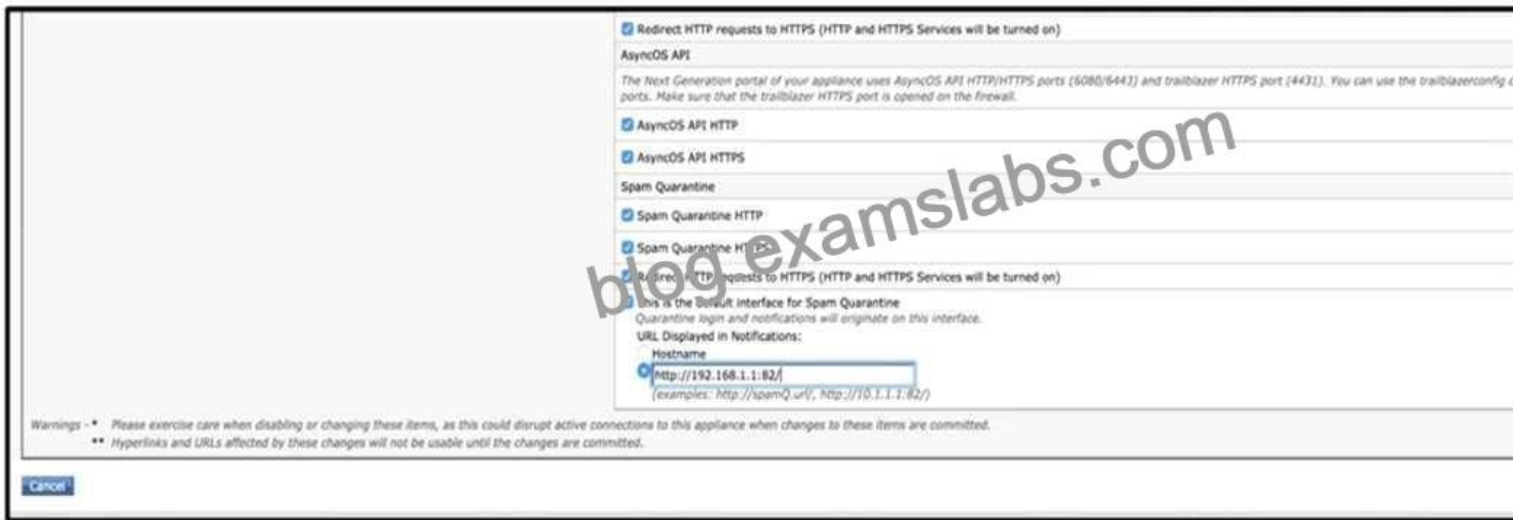 Redirect HTTP requests to HTTPS (HTTP and HTTPS Services will be turned on)
AsyncOS API
The Next Generation portal of your appliance uses AsyncOS API HTTP/HTTPS ports (6080/6443) and trailblazer HTTPS port (4431). You can use the trailblazerconfig
ports. Make sure that the trailblazer HTTPS port is opened on the firewall.
AsyncOS API HTTP
AsyncOS API HTTPS
Spam Quarantine
Spam Quarantine HTTP
Spam Quarantine HTTPS
Redirect HTTP requests to HTTPS (HTTP and HTTPS Services will be turned on)
This is the default interface for Spam Quarantine
Quarantine login and notifications will originate on this interface.
URL Displayed in Notifications:
Hostname
http://192.168.1.1:82/
(examples: http://spamQ.url/, http://10.1.1.1:82/)
Warnings - * Please exercise care when disabling or changing these items, as this could disrupt active connections to this appliance when changes to these items are committed.
** Hyperlinks and URLs affected by these changes will not be usable until the changes are committed.
Cancel
blog.examslabs.com